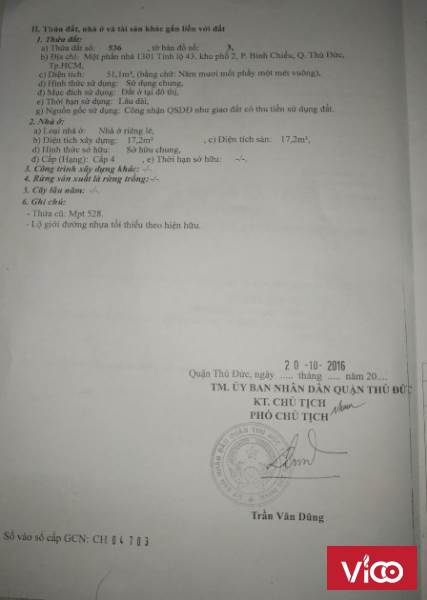 II. Thửa đất, nhà ở và tài sản khác gắn liền với đất
1. Thửa đất:
a) Thửa đất số: 536 , tờ bản đồ số: 3,
b) Địa chỉ: Một phần nhà 1301 Tỉnh lộ 43, khu phố 2, P. Bình Chiểu, Q. Thủ Đức,
Tp.HCM,
c) Diện tích: 51,1m², (bằng chữ: Năm mươi mốt phẩy một mét vuông),
d) Hình thức sử dụng: Sử dụng chung,
đ) Mục đích sử dụng: Đất ở tại đô thị,
e) Thời hạn sử dụng: Lâu dài,
g) Nguồn gốc sử dụng: Công nhận QSDĐ như giao đất có thu tiền sử dụng đất.
2. Nhà ở:
a) Loại nhà ở: Nhà ở riêng lẻ,
b) Diện tích xây dựng: 17,2m² , c) Diện tích sàn: 17,2m²,
d) Hình thức sở hữu: Sở hữu chung,
đ) Cấp (Hạng): Cấp 4 , e) Thời hạn sở hữu: -/-.
3. Công trình xây dựng khác: -/-.
4. Rừng sản xuất là rừng trồng:-/-.
5. Cây lâu năm: -/-.
6. Ghi chú:
- Thửa cũ: Mpt 528.
- Lộ giới đường nhựa tối thiểu theo hiện hữu.
20 -10- 2016
Quận Thủ Đức, ngày ..... tháng ..... năm 20....
TM. ỦY BAN NHÂN DÂN QUẬN THỦ ĐỨC
KT. CHỦ TỊCH
PHÓ CHỦ TỊCH
Trần Văn Dũng
Số vào sổ cấp GCN: CH 04703
Vico